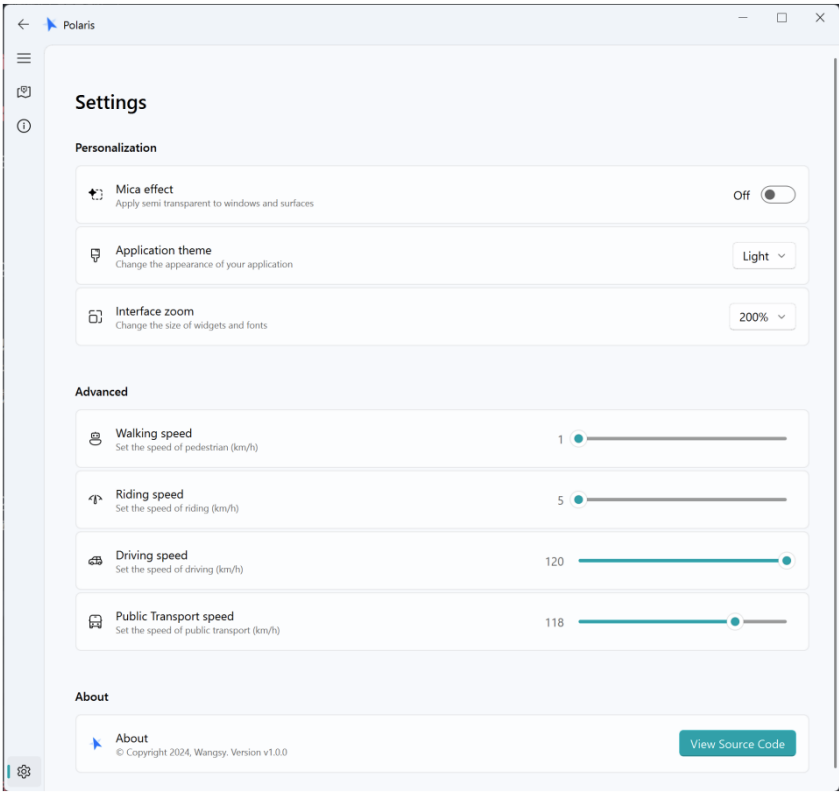 Polaris
Settings
Personalization
Mica effect
Apply semi transparent to windows and surfaces
Off
Application theme
Change the appearance of your application
Light
Interface zoom
Change the size of widgets and fonts
200%
Advanced
Walking speed
Set the speed of pedestrian (km/h)
1
Riding speed
Set the speed of riding (km/h)
5
Driving speed
Set the speed of driving (km/h)
120
Public Transport speed
Set the speed of public transport (km/h)
118
About
About
© Copyright 2024, Wangsy. Version v1.0.0
View Source Code